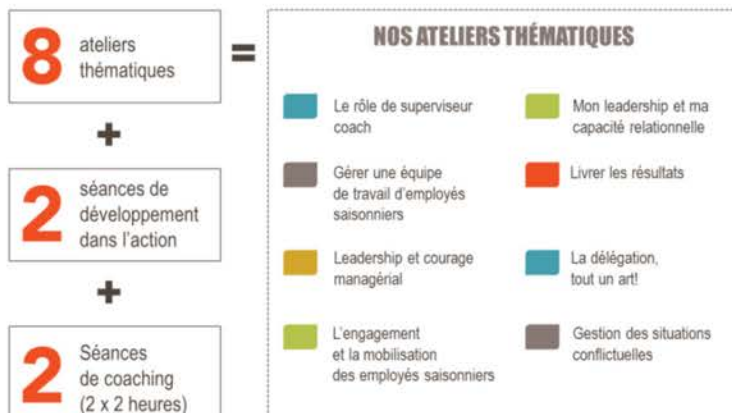 8
ateliers
thématiques
+
2
séances de
développement
dans l'action
+
2
Séances
de coaching
(2 x 2 heures)
=
NOS ATELIERS THÉMATIQUES
Le rôle de superviseur
coach
Gérer une équipe
de travail d'employés
saisonniers
Leadership et courage
managérial
L'engagement
et la mobilisation
des employés saisonniers
Mon leadership et ma
capacité relationnelle
Livrer les résultats
La délégation,
tout un art!
Gestion des situations
conflictuelles